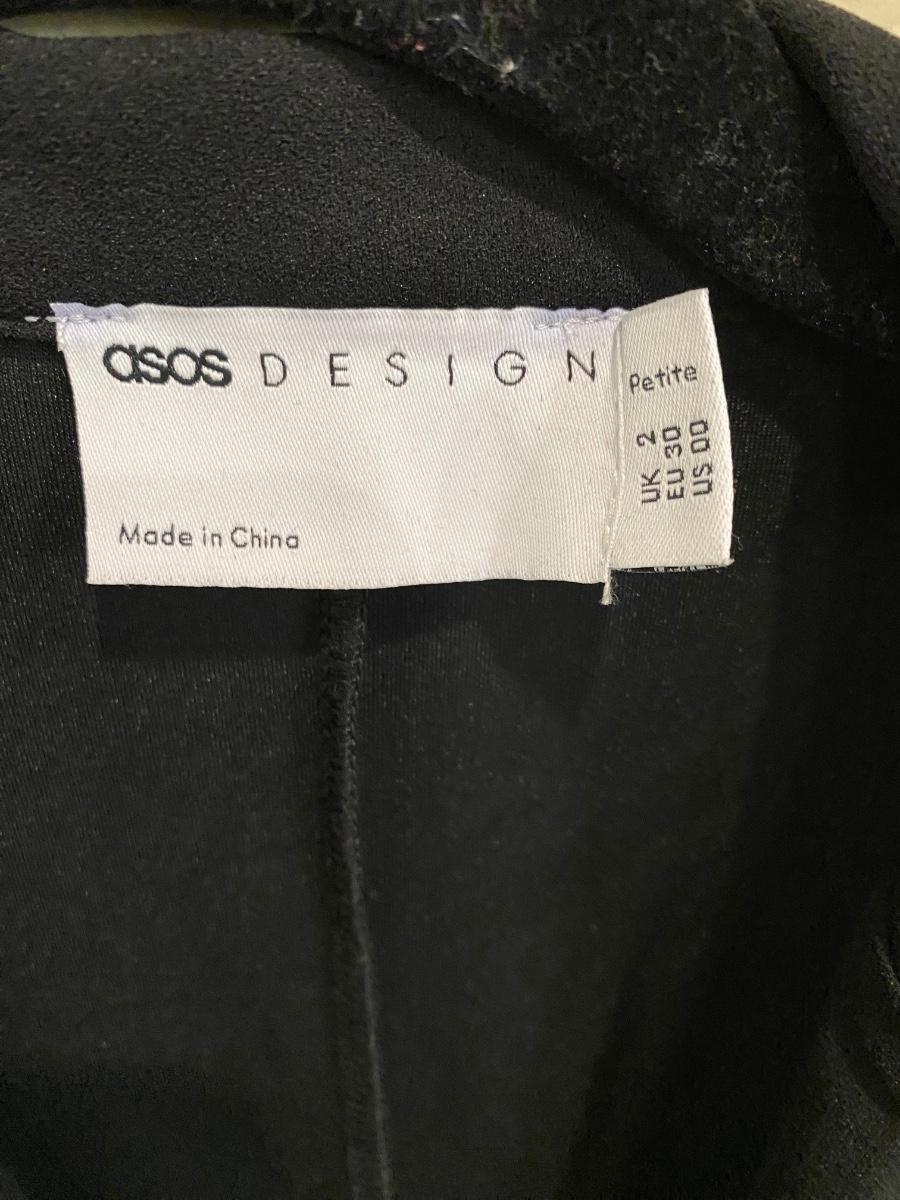 asos DESIGN
Made in China
Petite
UK 2
EU 30
US 00